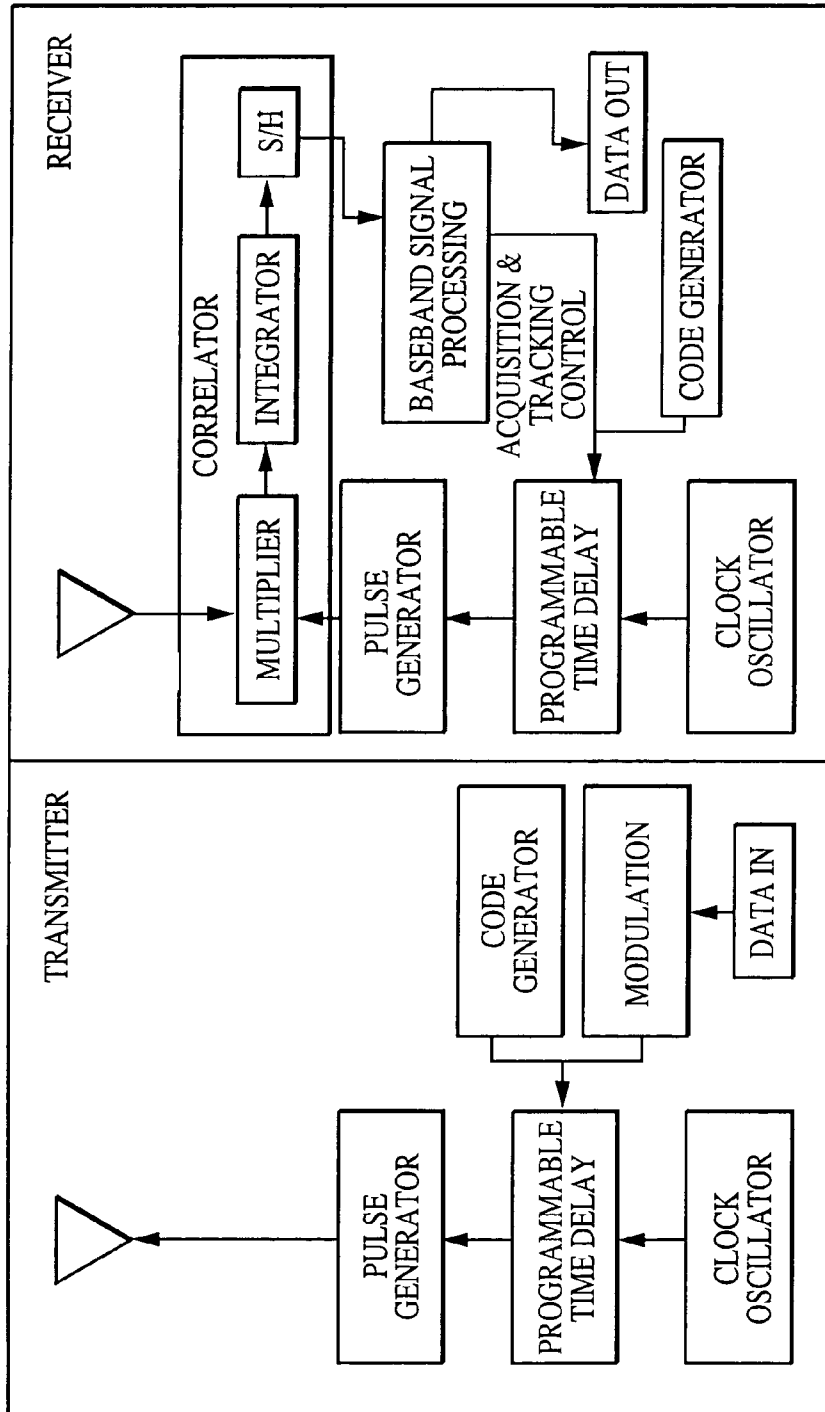 TRANSMITTER
PULSE
GENERATOR
PROGRAMMABLE
TIME DELAY
CLOCK
OSCILLATOR
CODE
GENERATOR
MODULATION
DATA IN
RECEIVER
CORRELATOR
MULTIPLIER
INTEGRATOR
S/H
PULSE
GENERATOR
BASEBAND SIGNAL
PROCESSING
ACQUISITION &
TRACKING
CONTROL
DATA OUT
PROGRAMMABLE
TIME DELAY
CODE GENERATOR
CLOCK
OSCILLATOR